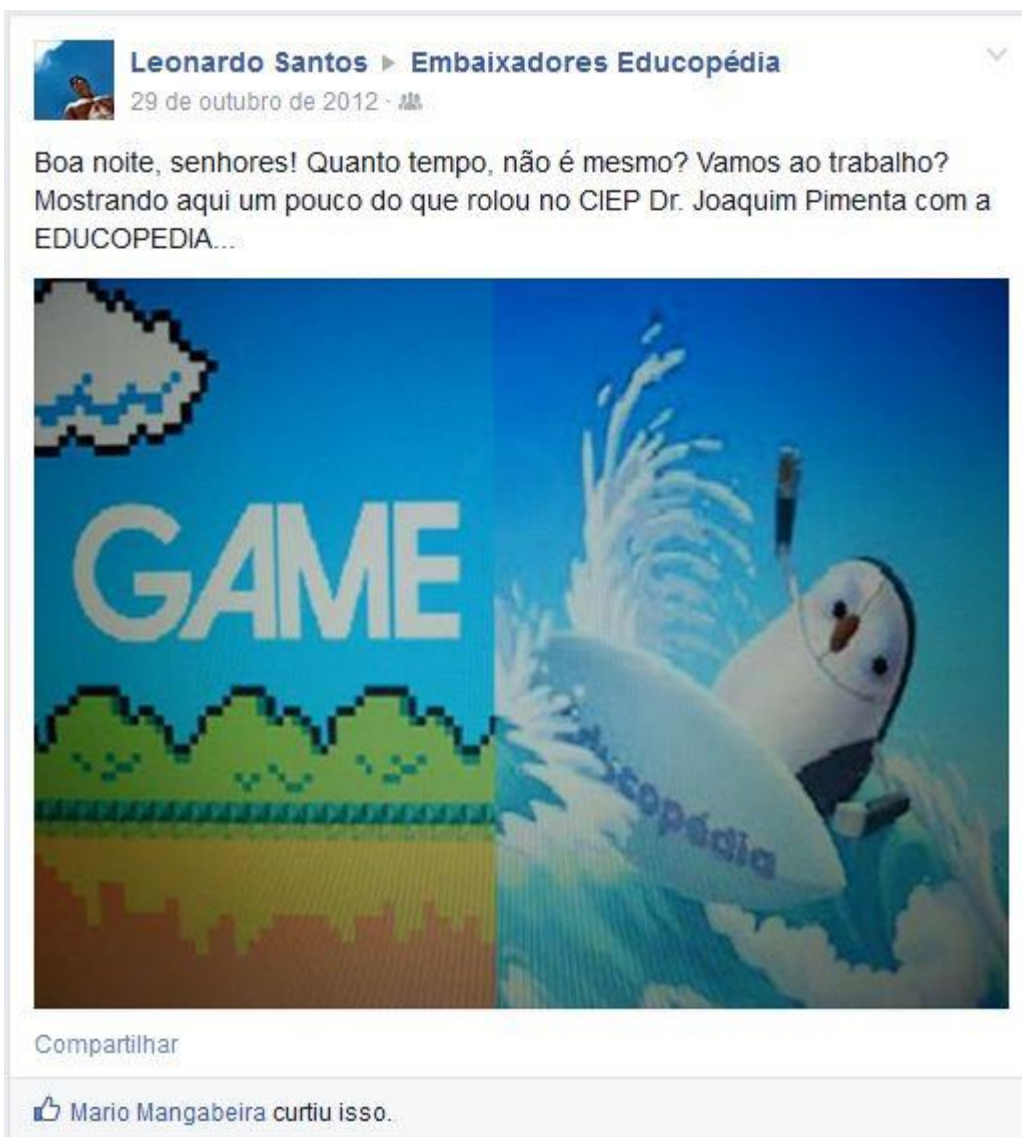 Leonardo Santos ▸ Embaixadores Educopédia
29 de outubro de 2012 ·
Boa noite, senhores! Quanto tempo, não é mesmo? Vamos ao trabalho?
Mostrando aqui um pouco do que rolou no CIEP Dr. Joaquim Pimenta com a
EDUCOPEDIA...
GAME
ducopédia
Compartilhar
Mario Mangabeira curtiu isso.